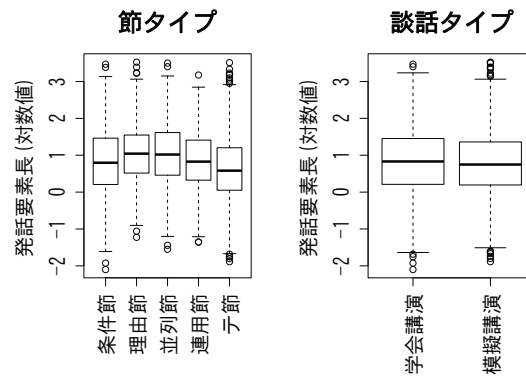 節タイプ
発話要素長 (対数値)
3
2
1
0
−1
−2
条件節
理由節
並列節
連用節
テ節
談話タイプ
発話要素長 (対数値)
3
2
1
0
−1
−2
学会講演
模擬講演